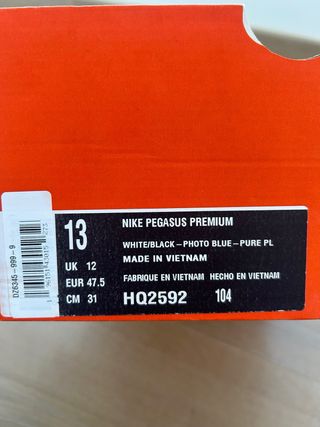 13
UK 12
EUR 47.5
CM 31
NIKE PEGASUS PREMIUM
WHITE/BLACK–PHOTO BLUE–PURE PL
MADE IN VIETNAM
FABRIQUE EN VIETNAM HECHO EN VIETNAM
HQ2592 104